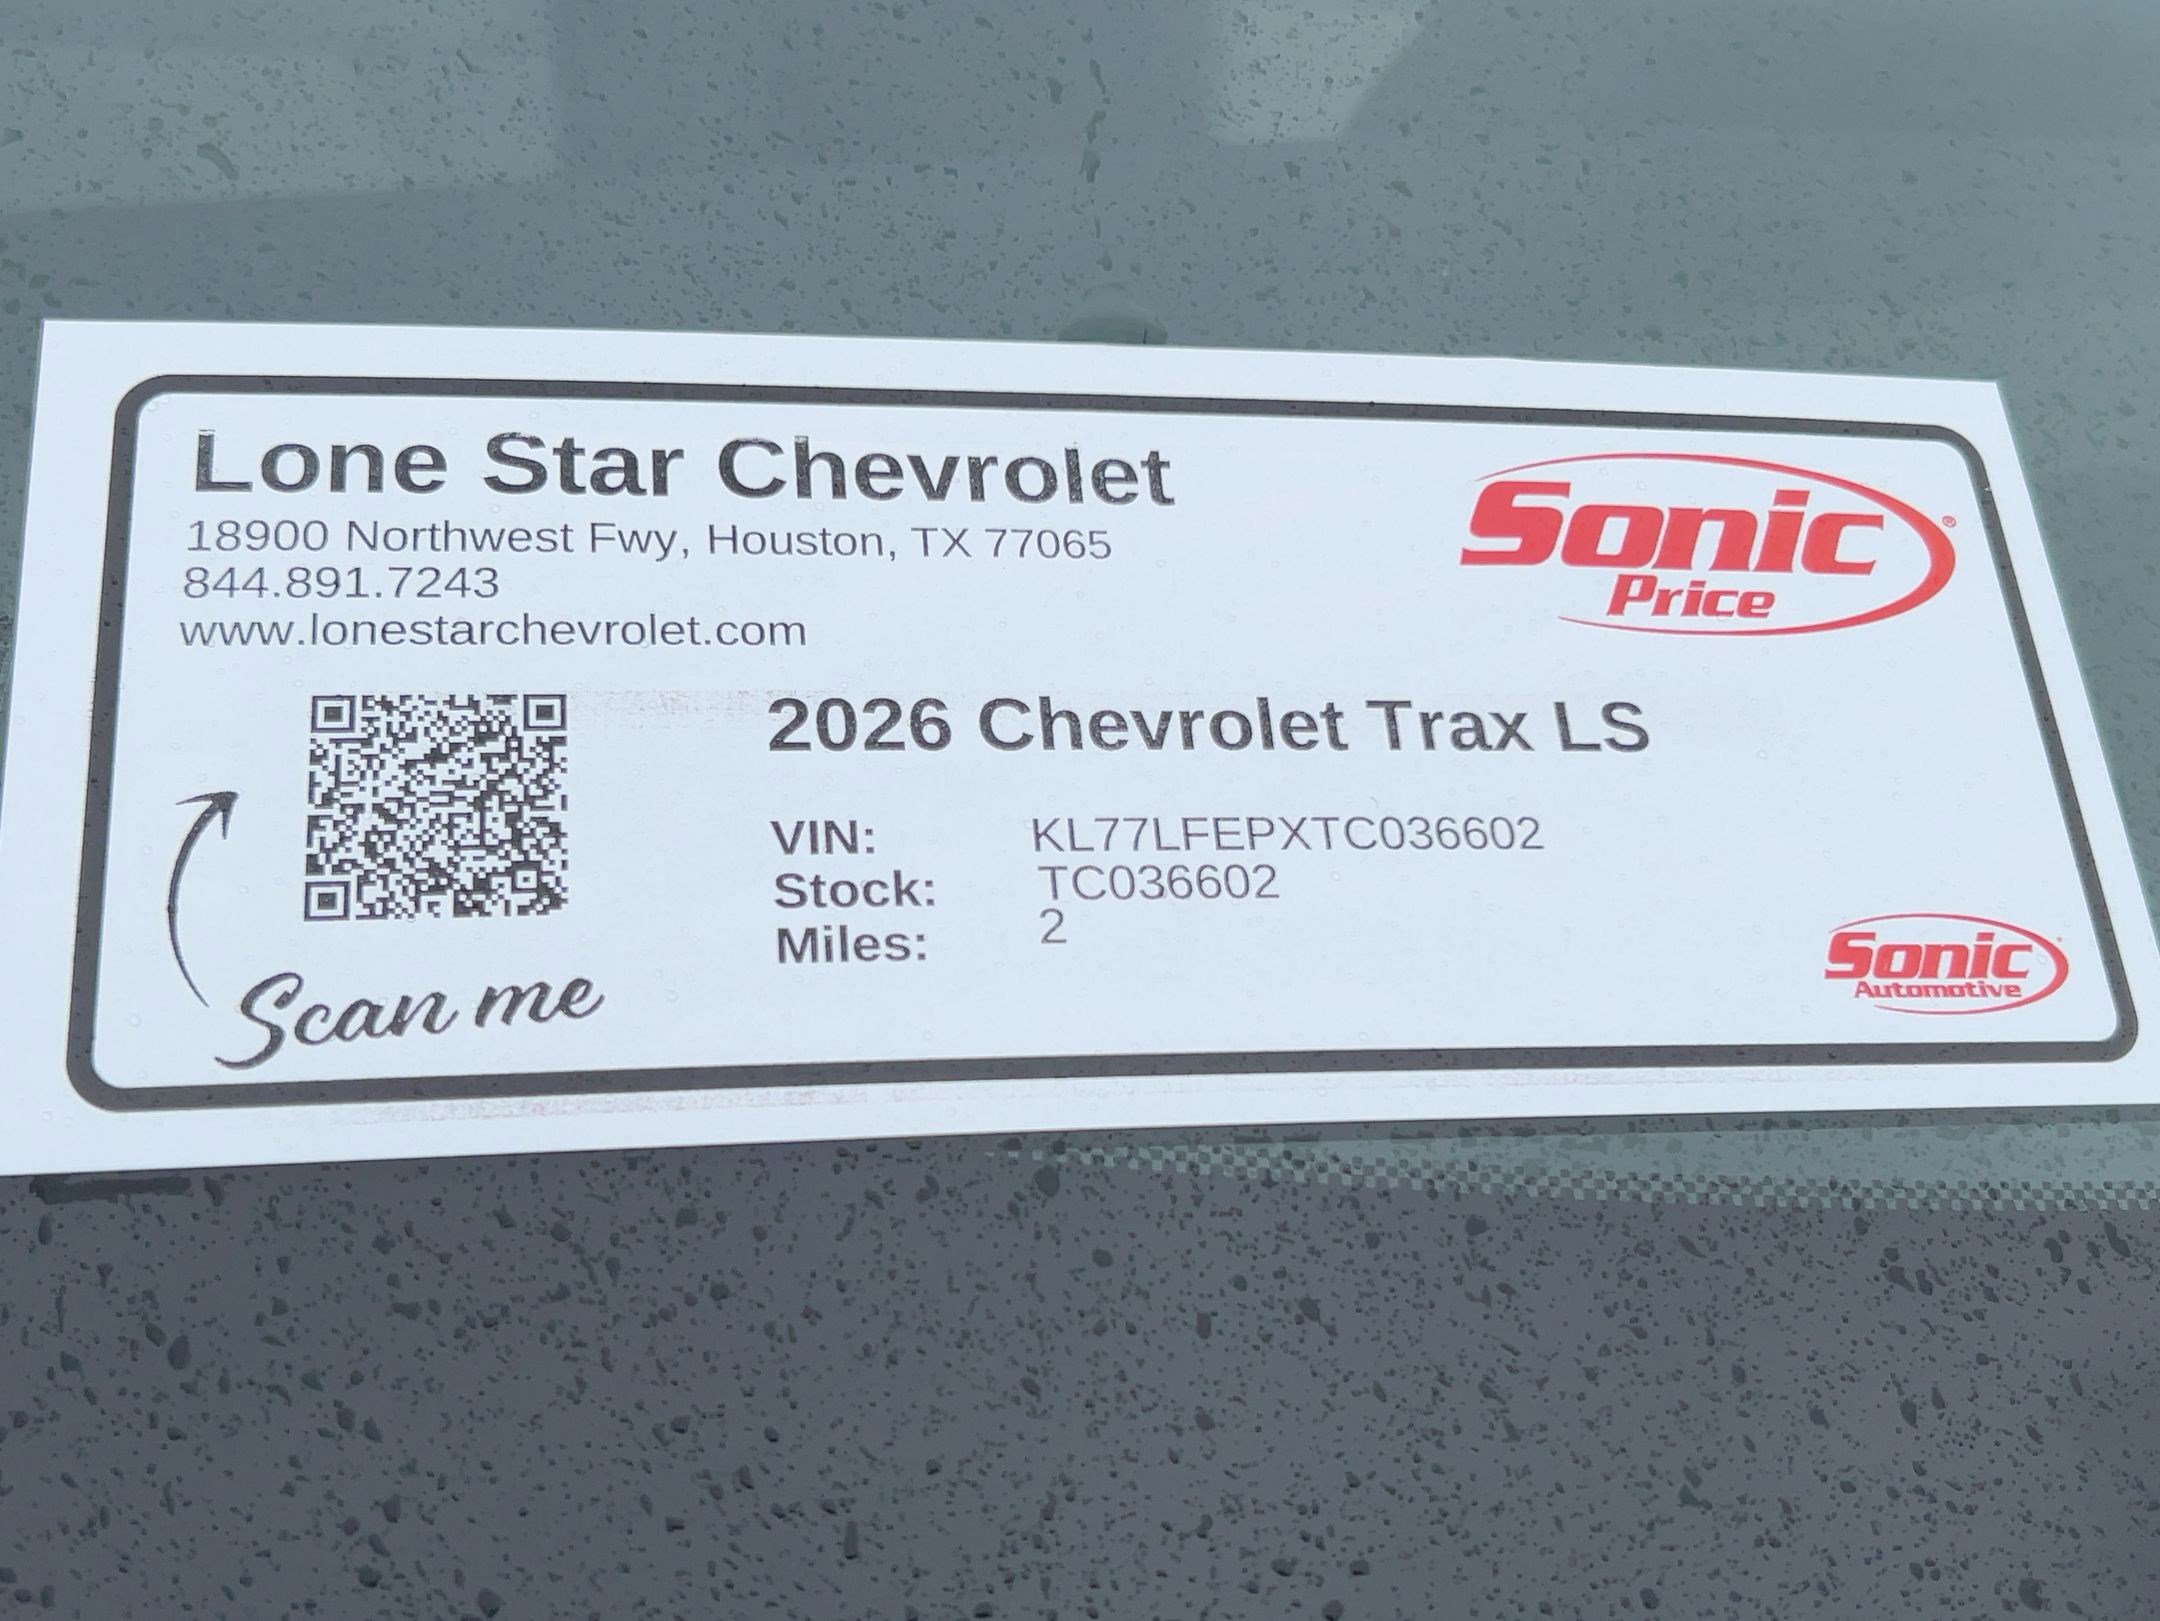 Lone Star Chevrolet
18900 Northwest Fwy, Houston, TX 77065
844.891.7243
www.lonestarchevrolet.com
Sonic®
Price
2026 Chevrolet Trax LS
VIN: KL77LFEPXTC036602
Stock: TC036602
Miles: 2
Scan me
Sonic
Automotive